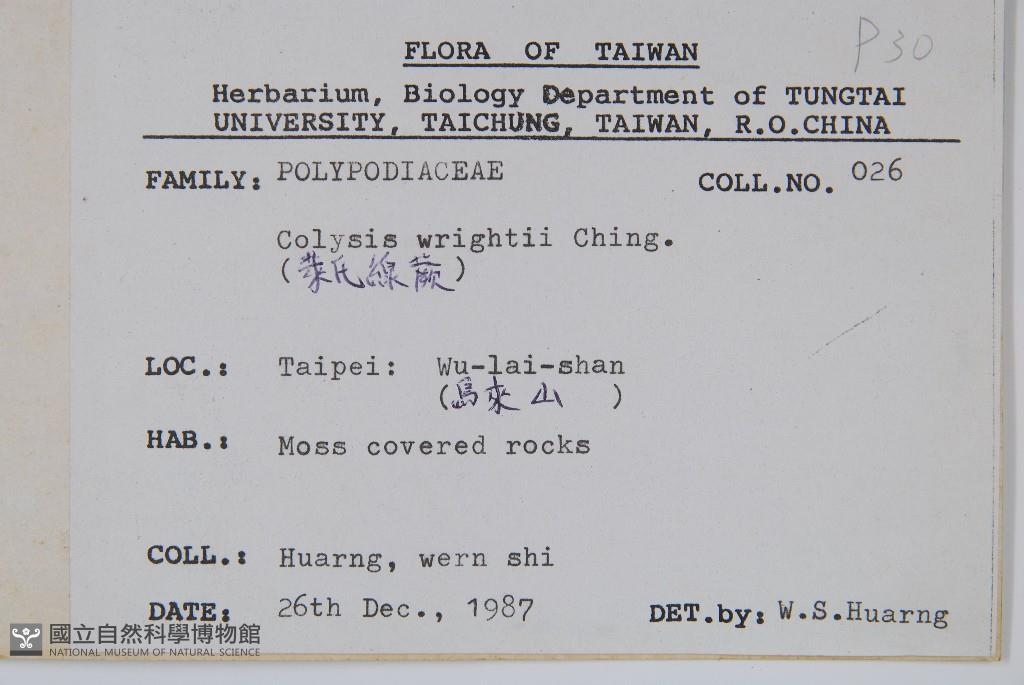 P30
FLORA OF TAIWAN
Herbarium, Biology Department of TUNGTAI
UNIVERSITY, TAICHUNG, TAIWAN, R.O.CHINA
FAMILY: POLYPODIACEAE COLL.NO. 026
Colysis wrightii Ching.
(萊氏線蕨)
LOC.: Taipei: Wu-lai-shan
(烏來山)
HAB.: Moss covered rocks
COLL.: Huarng, wern shi
DATE: 26th Dec., 1987 DET.by: W.S.Huarng
國立自然科學博物館
NATIONAL MUSEUM OF NATURAL SCIENCE